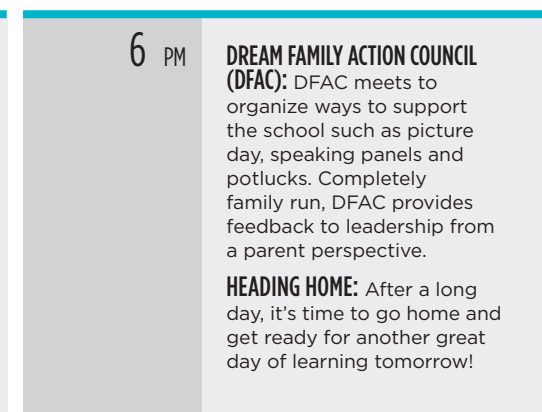 6 PM
DREAM FAMILY ACTION COUNCIL
(DFAC): DFAC meets to
organize ways to support
the school such as picture
day, speaking panels and
potlucks. Completely
family run, DFAC provides
feedback to leadership from
a parent perspective.
HEADING HOME: After a long
day, it’s time to go home and
get ready for another great
day of learning tomorrow!